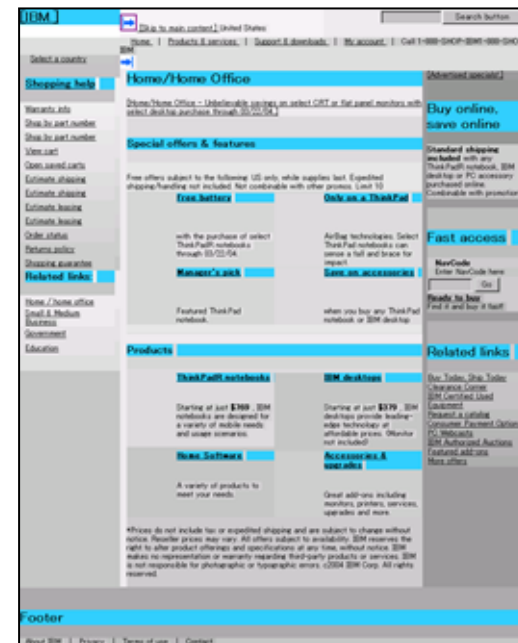 [IBM.]
Search button
[Skip to main content.] United States
Home | Products & services | Support & downloads | My account |
IBM
Select a country
Shopping help
Warranty info
Shop by part number
Shop by part number
View cart
Open saved carts
Estimate shipping
Estimate shipping
Estimate leasing
Estimate leasing
Order status
Returns policy
Shopping guarantee
Related links:
Home / home office
Small & Medium
Business
Government
Education
Home/Home Office
[Home/Home Office - Unbelievable savings on select CRT or flat panel monitors with
select desktop purchase through 03/22/04.]
Special offers & features
Free offers subject to the following: US only, while supplies last. Expedited
shipping/handling not included. Not combinable with other promos. Limit 10
Free battery
with the purchase of select
ThinkPadR notebooks
through 03/22/04.
Only on a ThinkPad
AirBag technologies. Select
ThinkPad notebooks can
sense a fall and brace for
impact.
Manager's pick
Featured ThinkPad
notebook.
Save on accessories
when you buy any ThinkPad
notebook or IBM desktop
Products
ThinkPadR notebooks
Starting at just $769, IBM
notebooks are designed for
a variety of mobile needs
and usage scenarios.
IBM desktops
Starting at just $379, IBM
desktops provide leading-
edge technology at
affordable prices. (Monitor
not included)
Home Software
A variety of products to
meet your needs.
Accessories &
upgrades
Great add-ons including
monitors, printers, services,
upgrades and more.
*Prices do not include tax or expedited shipping and are subject to change without
notice. Reseller prices may vary. All offers subject to availability. IBM reserves the
right to alter product offerings and specifications at any time, without notice. IBM
makes no representation or warranty regarding third-party products or services. IBM
is not responsible for photographic or typographic errors. c2004 IBM Corp. All rights
reserved.
[Advertised specials!]
Buy online,
save online
Standard shipping
included with any
ThinkPad notebook, IBM
desktop or PC accessory
purchased online.
Combinable with promotion
Fast access
NavCode
Enter NavCode here:
Go
Ready to buy
Find it and buy it fast!
Related links
Buy Today, Ship Today
Clearance Corner
IBM Certified Used
Equipment
Request a catalog
Consumer Payment Option
PC Webcasts
IBM Authorized Auctions
Featured add-ons
More offers
Footer
About IBM | Privacy | Terms of use | Contact